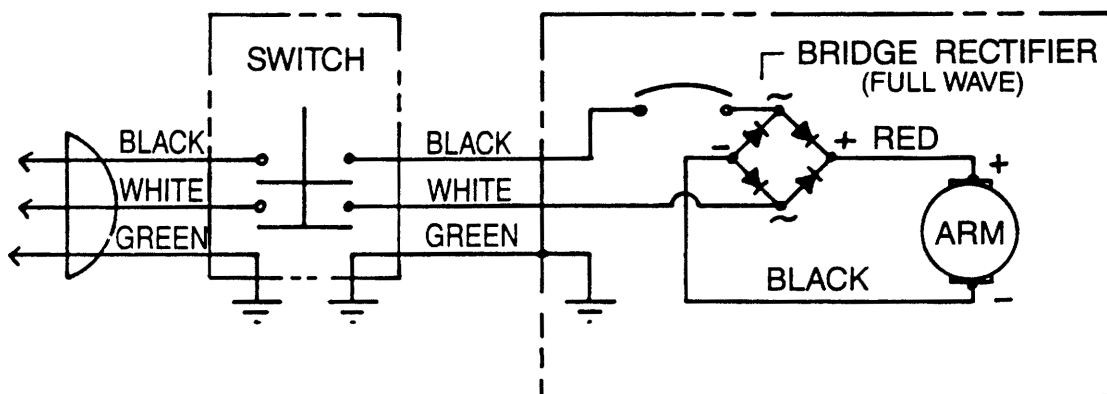 SWITCH
BRIDGE RECTIFIER
(FULL WAVE)
~
BLACK
BLACK
- + RED
+
WHITE
WHITE
~
GREEN
GREEN
ARM
BLACK
-